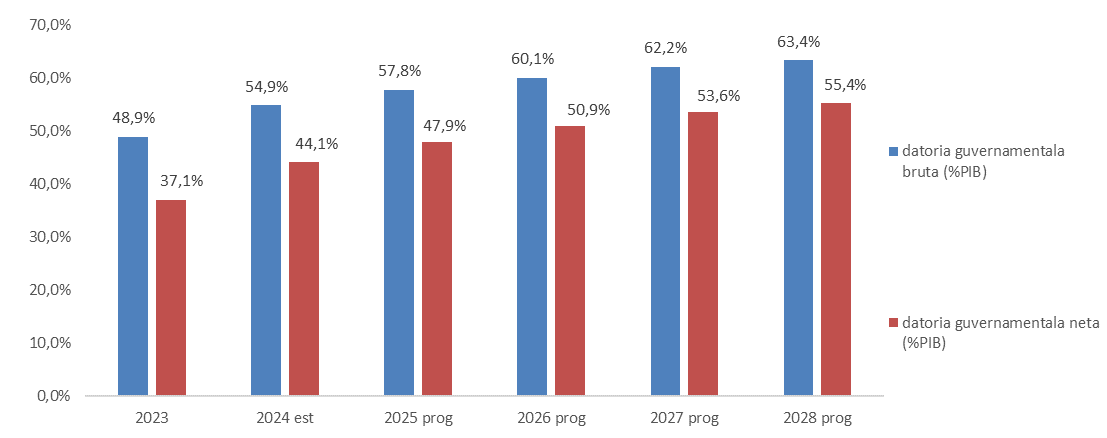 70,0%
60,0%
50,0%
40,0%
30,0%
20,0%
10,0%
0,0%
48,9%
37,1%
54,9%
44,1%
57,8%
47,9%
60,1%
50,9%
62,2%
53,6%
63,4%
55,4%
2023
2024 est
2025 prog
2026 prog
2027 prog
2028 prog
datoria guvernamentala
bruta (%PIB)
datoria guvernamentala neta
(%PIB)